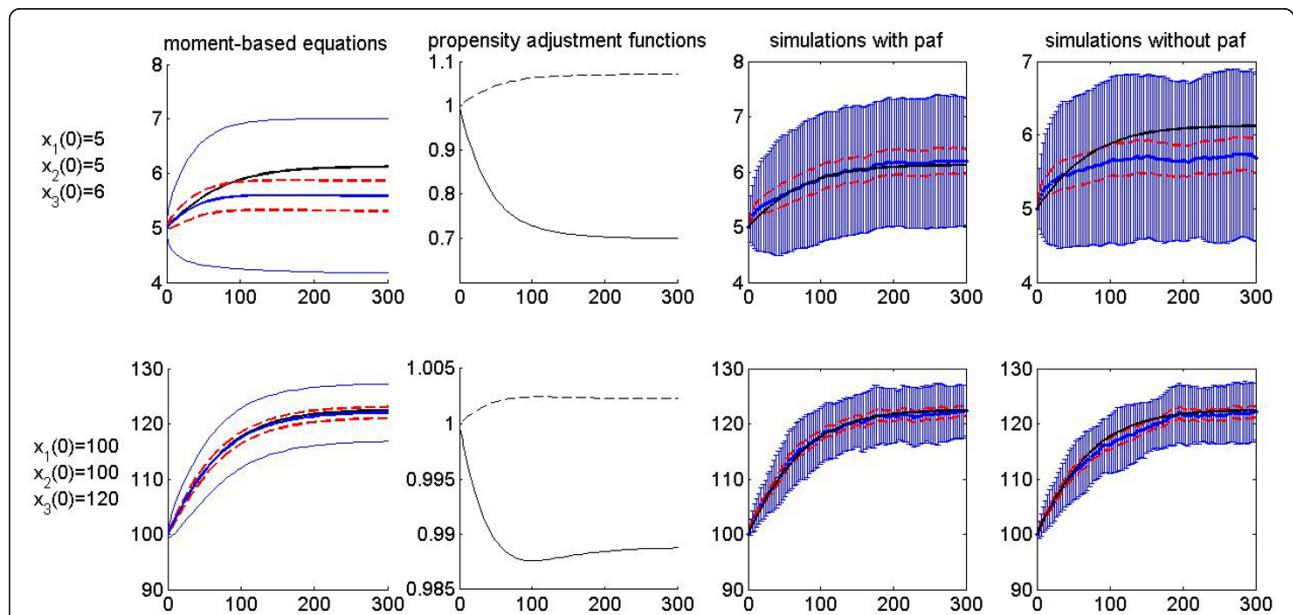 moment-based equations
propensity adjustment functions
simulations with paf
simulations without paf
x1(0)=5
x2(0)=5
x3(0)=6
8
7
6
5
4
0 100 200 300
1.1
1
0.9
0.8
0.7
0 100 200 300
8
7
6
5
4
0 100 200 300
7
6
5
4
0 100 200 300
x1(0)=100
x2(0)=100
x3(0)=120
130
120
110
100
90
0 100 200 300
1.005
1
0.995
0.99
0.985
0 100 200 300
130
120
110
100
90
0 100 200 300
130
120
110
100
90
0 100 200 300